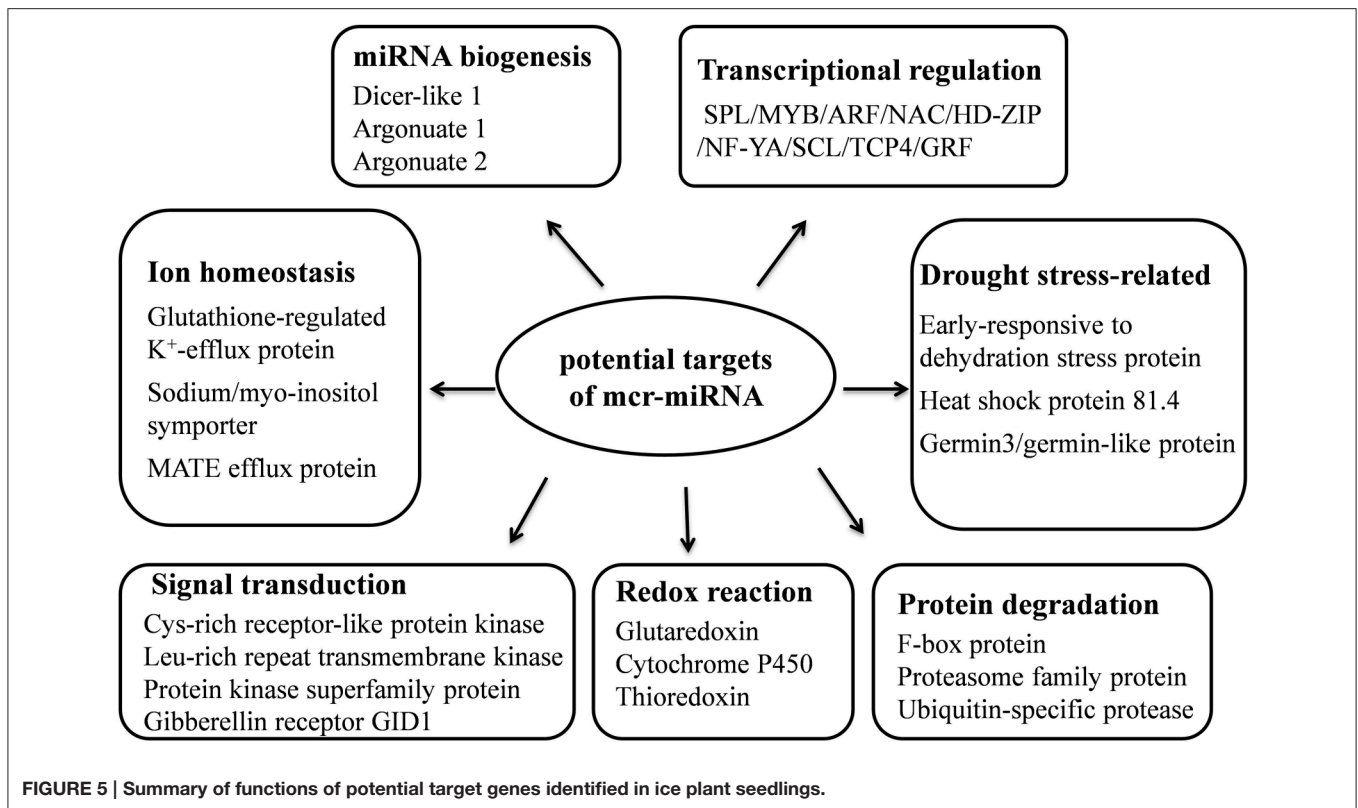 miRNA biogenesis
Dicer-like 1
Argonuate 1
Argonuate 2
Transcriptional regulation
SPL/MYB/ARF/NAC/HD-ZIP
/NF-YA/SCL/TCP4/GRF
Ion homeostasis
Glutathione-regulated
K⁺-efflux protein
Sodium/myo-inositol
symporter
MATE efflux protein
potential targets
of mcr-miRNA
Drought stress-related
Early-responsive to
dehydration stress protein
Heat shock protein 81.4
Germin3/germin-like protein
Signal transduction
Cys-rich receptor-like protein kinase
Leu-rich repeat transmembrane kinase
Protein kinase superfamily protein
Gibberellin receptor GID1
Redox reaction
Glutaredoxin
Cytochrome P450
Thioredoxin
Protein degradation
F-box protein
Proteasome family protein
Ubiquitin-specific protease
FIGURE 5 | Summary of functions of potential target genes identified in ice plant seedlings.